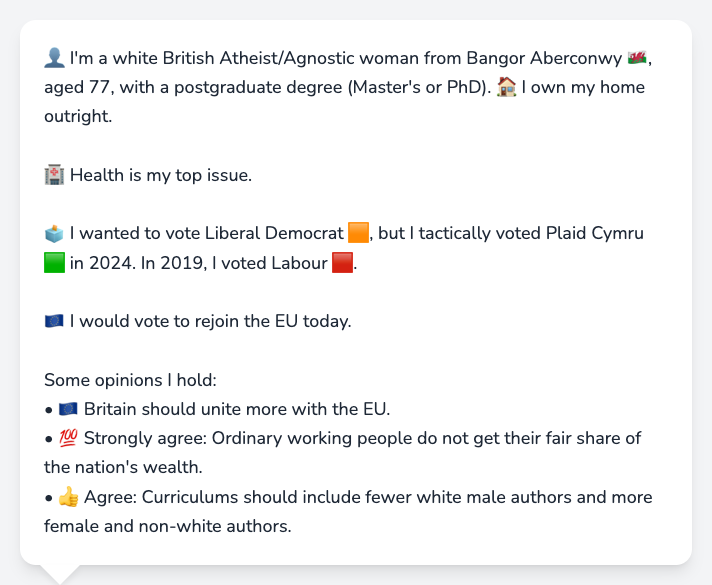 👤 I'm a white British Atheist/Agnostic woman from Bangor Aberconwy 🏴󠁧󠁢󠁷󠁬󠁳󠁿,
aged 77, with a postgraduate degree (Master's or PhD). 🏠 I own my home
outright.
🏥 Health is my top issue.
🗳️ I wanted to vote Liberal Democrat 🟧, but I tactically voted Plaid Cymru
🟩 in 2024. In 2019, I voted Labour 🟥.
🇪🇺 I would vote to rejoin the EU today.
Some opinions I hold:
• 🇪🇺 Britain should unite more with the EU.
• 💯 Strongly agree: Ordinary working people do not get their fair share of
the nation's wealth.
• 👍 Agree: Curriculums should include fewer white male authors and more
female and non-white authors.